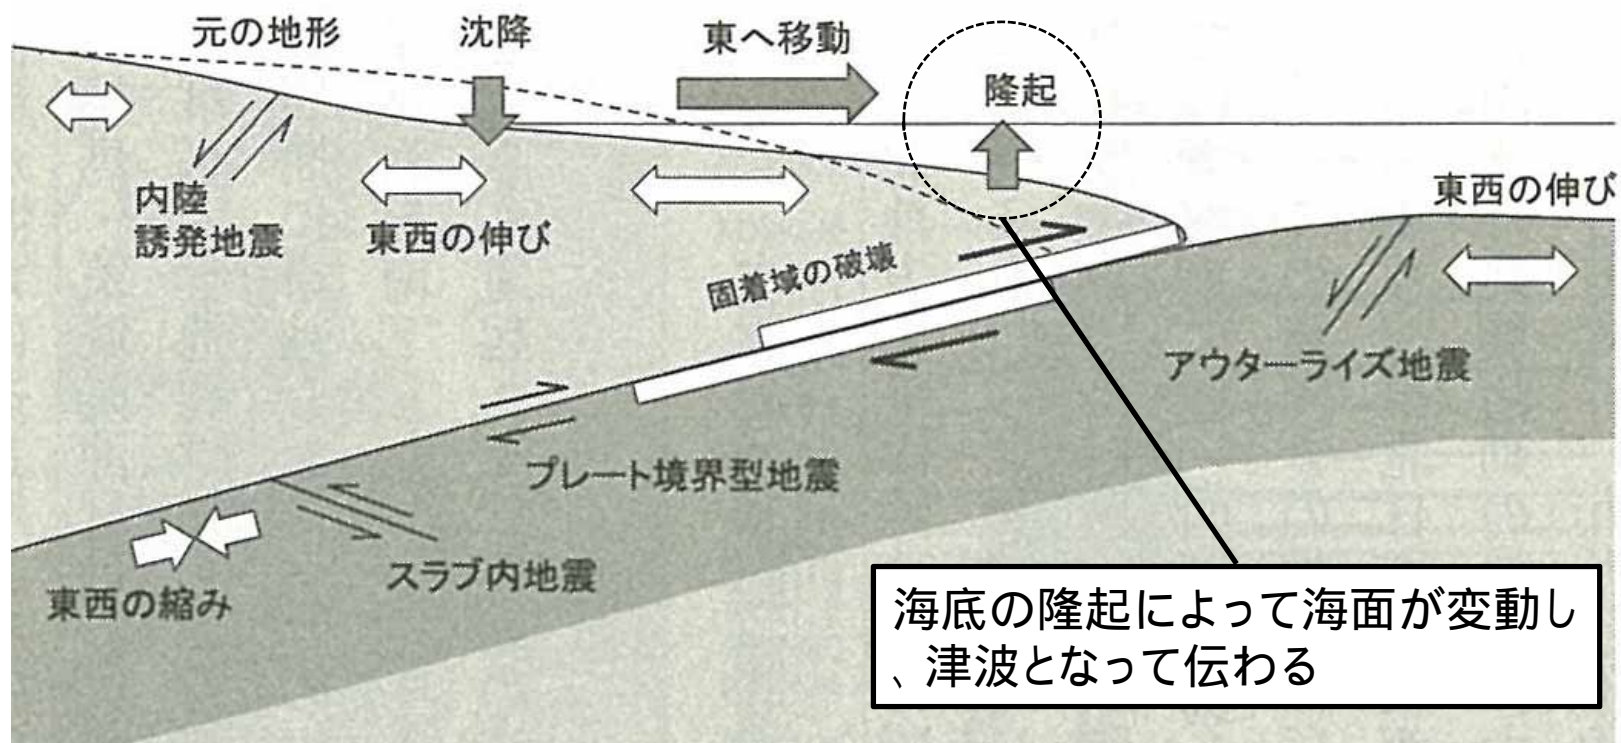 元の地形
沈降
東へ移動
隆起
内陸
誘発地震
東西の伸び
東西の伸び
固着域の破壊
アウターライズ地震
プレート境界型地震
スラブ内地震
東西の縮み
海底の隆起によって海面が変動し
、津波となって伝わる